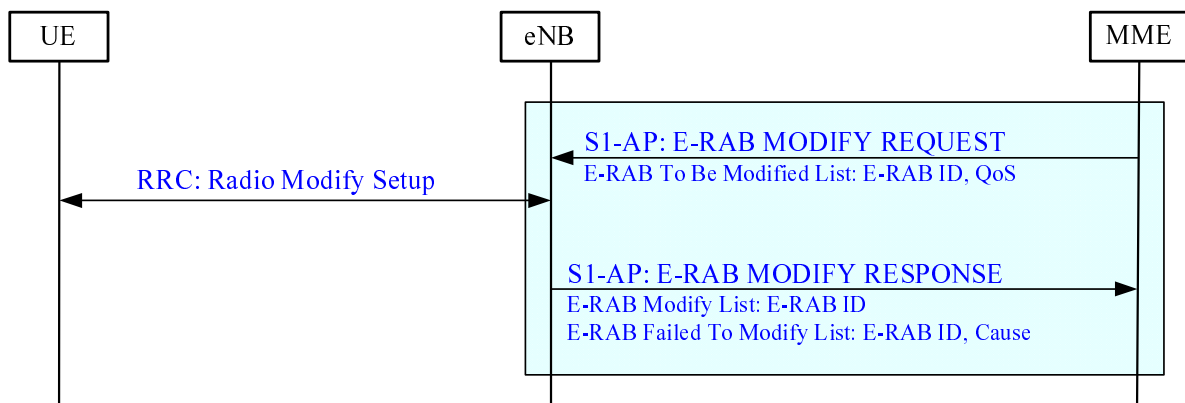 UE
eNB
MME
S1-AP: E-RAB MODIFY REQUEST
E-RAB To Be Modified List: E-RAB ID, QoS
RRC: Radio Modify Setup
S1-AP: E-RAB MODIFY RESPONSE
E-RAB Modify List: E-RAB ID
E-RAB Failed To Modify List: E-RAB ID, Cause